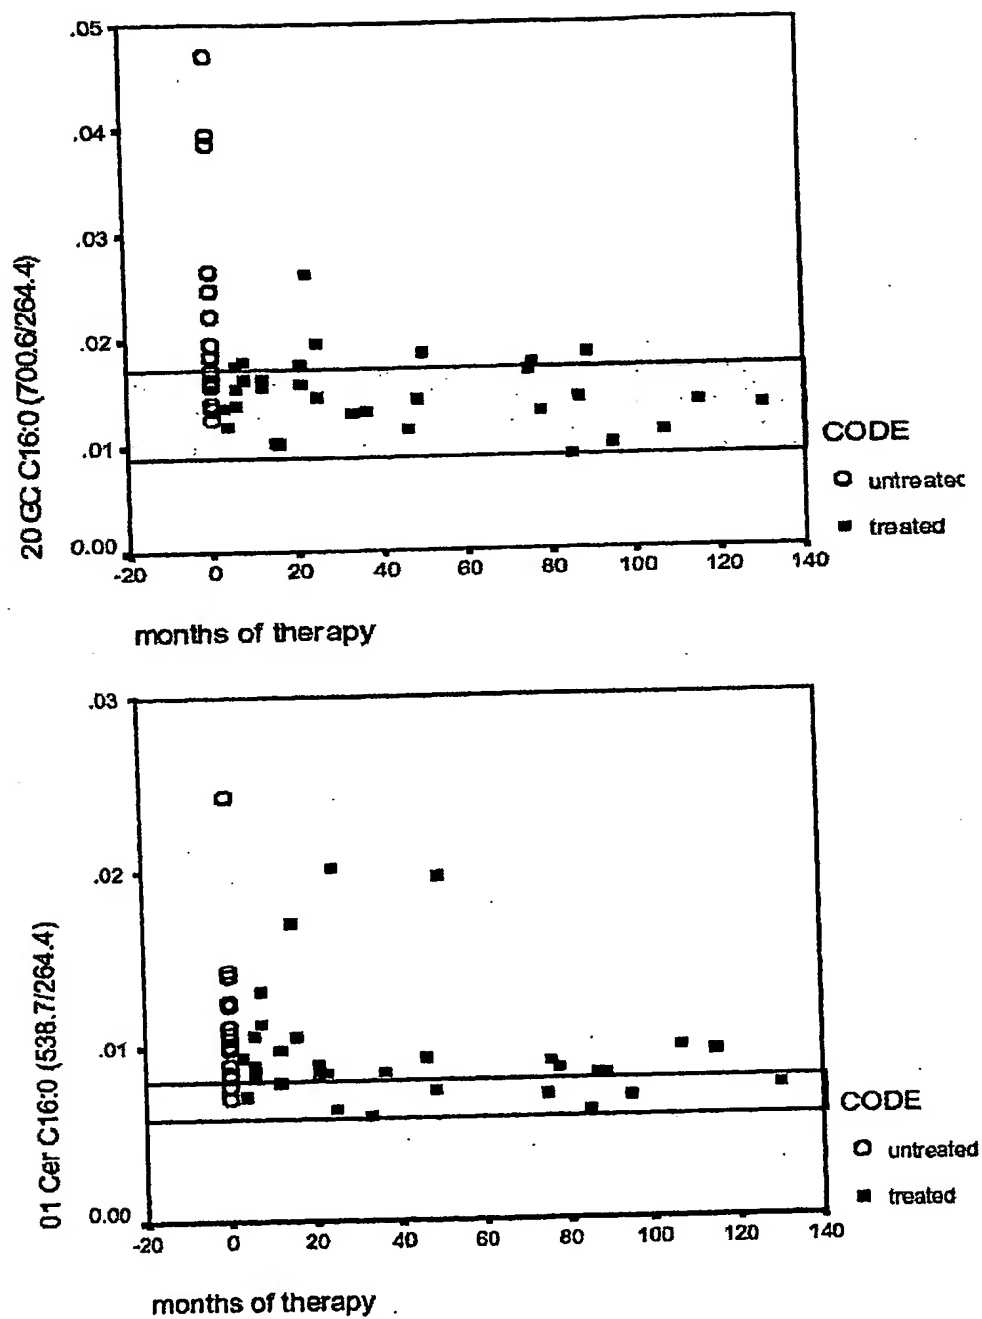 .05
.04
.03
.02
.01
0.00
20 GC C16:0 (700.6/264.4)
-20 0 20 40 60 80 100 120 140
months of therapy
CODE
untreatec
treated
.03
.02
.01
0.00
01 Cer C16:0 (538.7/264.4)
-20 0 20 40 60 80 100 120 140
months of therapy
CODE
untreated
treated